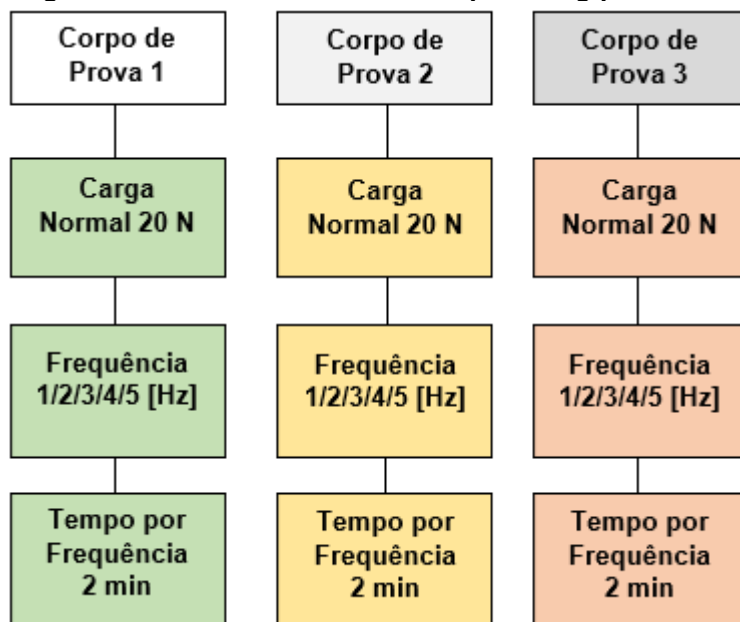 Corpo de
Prova 1
Carga
Normal 20 N
Frequência
1/2/3/4/5 [Hz]
Tempo por
Frequência
2 min
Corpo de
Prova 2
Carga
Normal 20 N
Frequência
1/2/3/4/5 [Hz]
Tempo por
Frequência
2 min
Corpo de
Prova 3
Carga
Normal 20 N
Frequência
1/2/3/4/5 [Hz]
Tempo por
Frequência
2 min